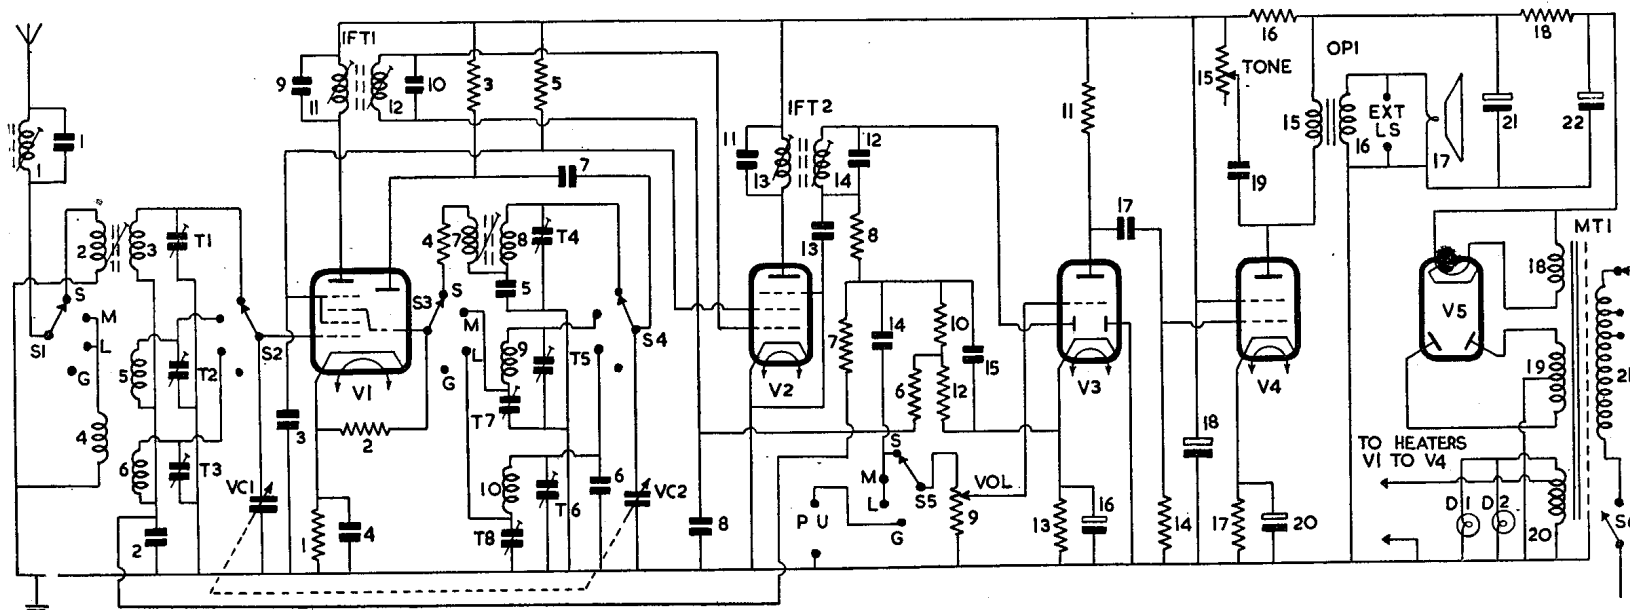 IFT1
9
11
12
10
3
5
16
18
15
TONE
OP1
11
EXT
LS
15
16
17
21
22
1
1
IFT2
11
12
13
14
7
19
2
3
T1
4
7
8
T4
13
8
17
MT1
18
5
S
S3
S
V5
S1
M
L
G
S2
M
L
G
S4
14
10
7
15
5
T2
V1
9
T5
V2
6
12
V3
V4
19
21
T7
3
2
18
4
6
T3
S
TO HEATERS
V1 TO V4
VC1
10
6
VC2
M
L
S5
VOL
T6
P U
G
9
D1
D2
S6
2
1
4
T8
8
13
16
14
17
20
20